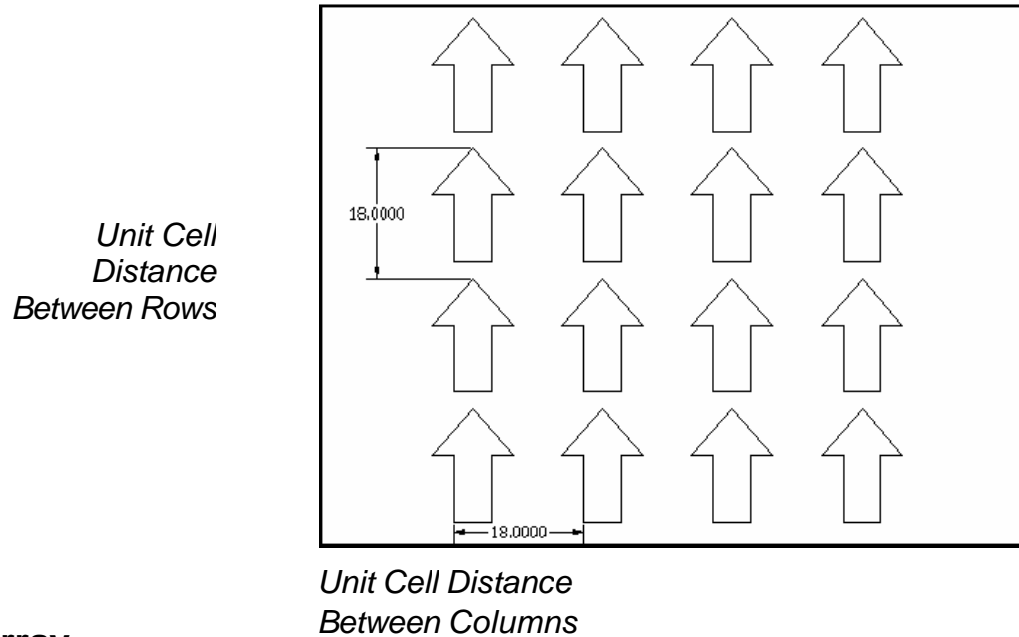 18.0000
Unit Cell
Distance
Between Rows
18.0000
Unit Cell Distance
Between Columns